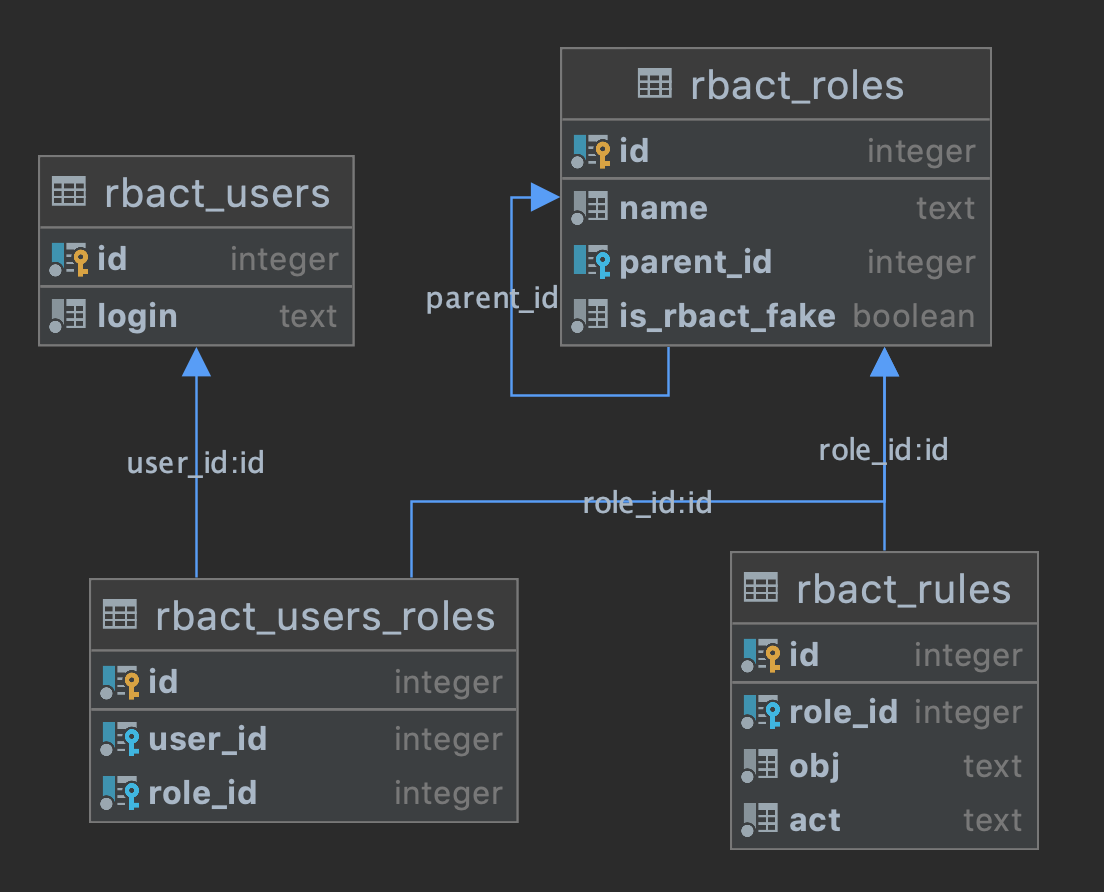 rbact_users
id integer
login text
rbact_roles
id integer
name text
parent_id integer
is_rbact_fake boolean
parent_id
user_id:id
role_id:id
role_id:id
rbact_users_roles
id integer
user_id integer
role_id integer
rbact_rules
id integer
role_id integer
obj text
act text